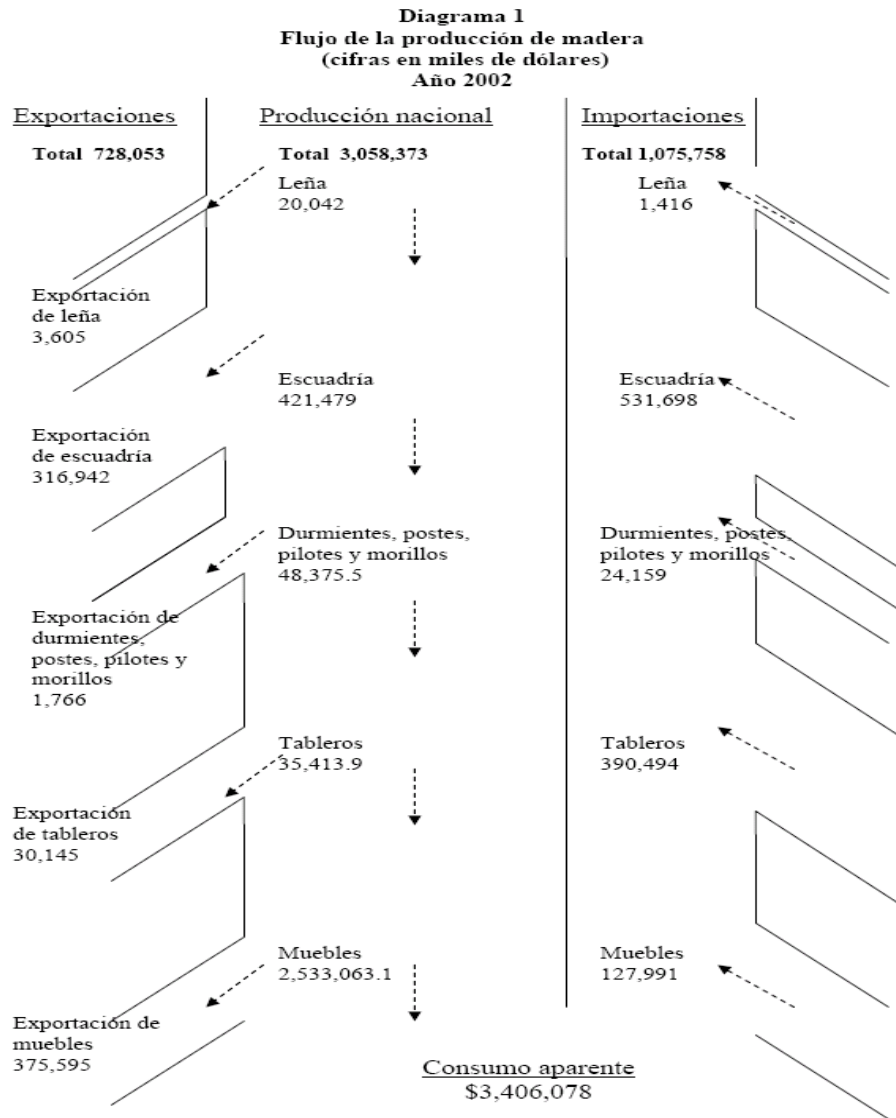 Diagrama 1
Flujo de la producción de madera
(cifras en miles de dólares)
Año 2002
Exportaciones
Total 728,053
Producción nacional
Total 3,058,373
Importaciones
Total 1,075,758
Leña
20,042
Leña
1,416
Exportación
de leña
3,605
Escuadría
421,479
Escuadría
531,698
Exportación
de escuadría
316,942
Durmientes, postes,
pilotes y morillos
48,375.5
Durmientes, postes,
pilotes y morillos
24,159
Exportación de
durmientes,
postes, pilotes y
morillos
1,766
Tableros
35,413.9
Tableros
390,494
Exportación
de tableros
30,145
Muebles
2,533,063.1
Muebles
127,991
Exportación de
muebles
375,595
Consumo aparente
$3,406,078